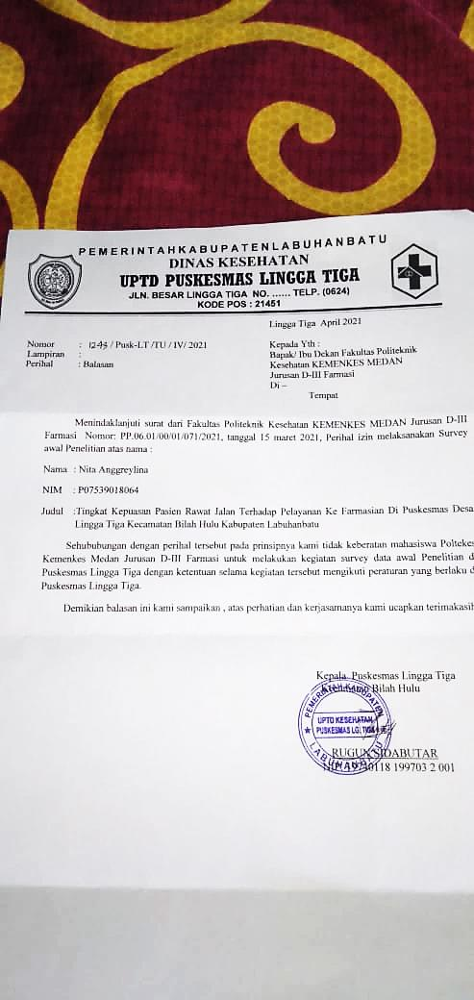 PEMERINTAHKABUPATENLABUHANBATU
DINAS KESEHATAN
UPTD PUSKESMAS LINGGA TIGA
JLN. BESAR LINGGA TIGA NO. ...... TELP. (0624)
KODE POS : 21451
Lingga Tiga April 2021
Nomor : 1243 / Pusk-LT /TU / IV/ 2021
Lampiran :
Perihal : Balasan
Kepada Yth :
Bapak/ Ibu Dekan Fakultas Politeknik
Kesehatan KEMENKES MEDAN
Jurusan D-III Farmasi
Di –
Tempat
Menindaklanjuti surat dari Fakultas Politeknik Kesehatan KEMENKES MEDAN Jurusan D-III
Farmasi Nomor: PP.06.01/00/01/071/2021, tanggal 15 maret 2021, Perihal izin melaksanakan Survey
awal Penelitian atas nama :
Nama : Nita Anggreylina
NIM : P07539018064
Judul :Tingkat Kepuasan Pasien Rawat Jalan Terhadap Pelayanan Ke Farmasian Di Puskesmas Desa
Lingga Tiga Kecamatan Bilah Hulu Kabupaten Labuhanbatu
Sehububungan dengan perihal tersebut pada prinsipnya kami tidak keberatan mahasiswa Poltekes
Kemenkes Medan Jurusan D-III Farmasi untuk melakukan kegiatan survey data awal Penelitian d
Puskesmas Lingga Tiga dengan ketentuan selama kegiatan tersebut mengikuti peraturan yang berlaku d
Puskesmas Lingga Tiga.
Demikian balasan ini kami sampaikan , atas perhatian dan kerjasamanya kami ucapkan terimakasih
Kepala Puskesmas Lingga Tiga
Kecamatan Bilah Hulu
PEMERINTAH KABUPATEN
UPTD KESEHATAN
PUSKESMAS LG. TIGA
LABUHANBATU
RUGUN SIDABUTAR
NIP. 19740118 199703 2 001